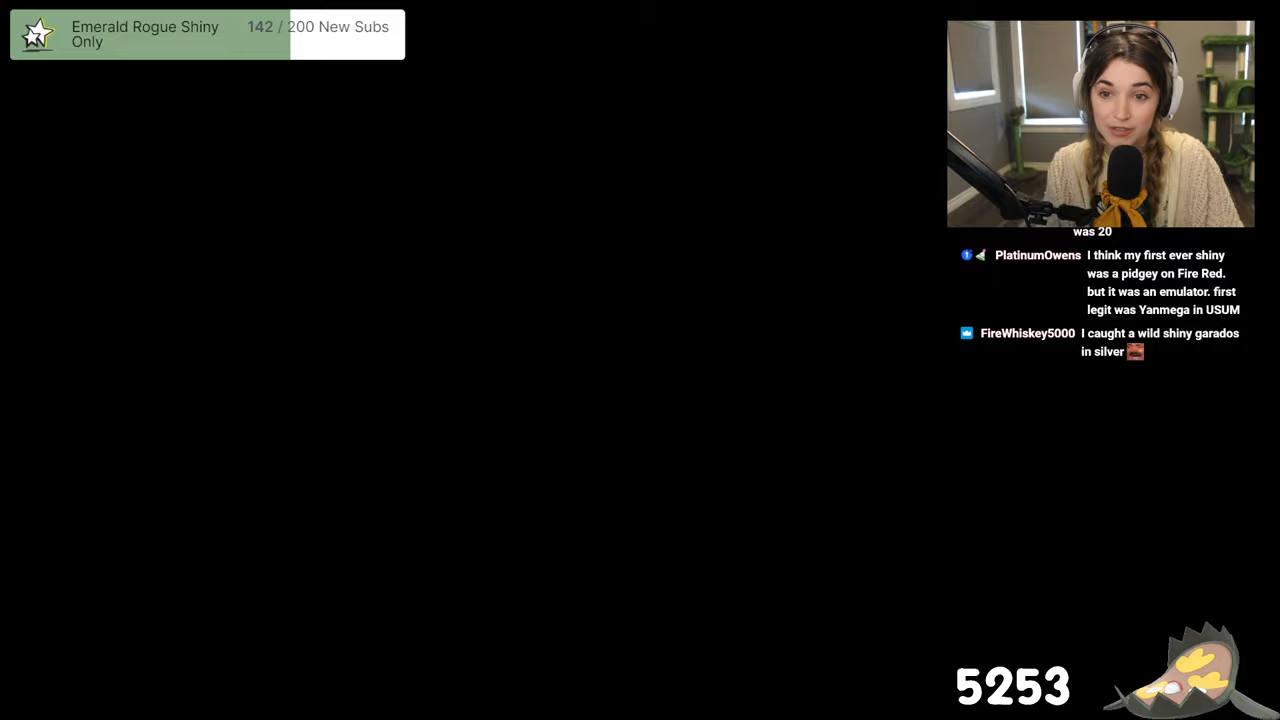 Emerald Rogue Shiny Only
142 / 200 New Subs
was 20
PlatinumOwens I think my first ever shiny
was a pidgey on Fire Red.
but it was an emulator. first
legit was Yanmega in USUM
FireWhiskey5000 I caught a wild shiny garados
in silver
5253